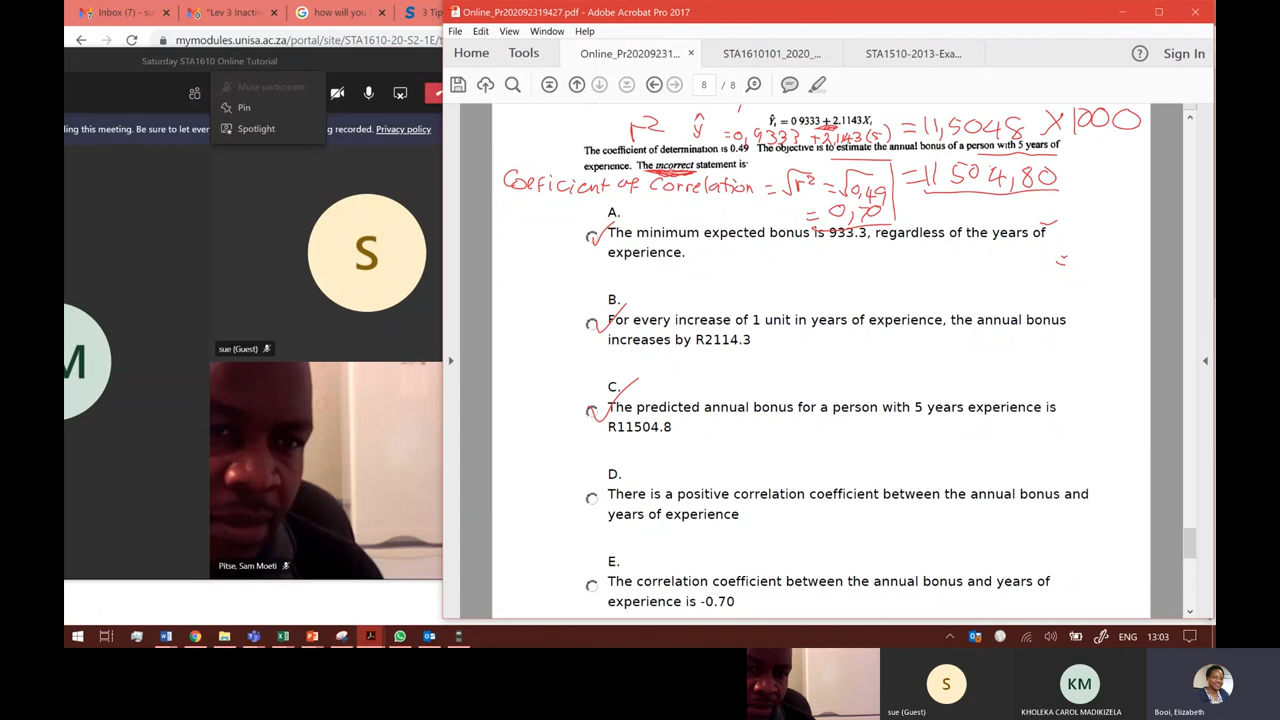 Inbox (7) - su
"Lev 3 Inactiv
how will you
3 Tip
Online_Pr202092319427.pdf - Adobe Acrobat Pro 2017
mymodules.unisa.ac.za/portal/site/STA1610-20-S2-1E/t
File Edit View Window Help
Saturday STA1610 Online Tutorial
Home Tools Online_Pr20209231... STA1610101_2020_... STA1510-2013-Exa... Sign In
Mute participant
Pin
Spotlight
8 / 8
ding this meeting. Be sure to let ever
recorded. Privacy policy
Ŷi = 0 9333 + 2.1143Xi
r² ŷ = 0,9333 + 2,1143(5) = 11,5048 X 1000
The coefficient of determination is 0.49 The objective is to estimate the annual bonus of a person with 5 years of
experience. The incorrect statement is
Coeficient of Correlation = √r² = √0,49 = 11 504,80
= 0,70
A.
The minimum expected bonus is 933.3, regardless of the years of
experience.
B.
For every increase of 1 unit in years of experience, the annual bonus
increases by R2114.3
C.
The predicted annual bonus for a person with 5 years experience is
R11504.8
D.
There is a positive correlation coefficient between the annual bonus and
years of experience
E.
The correlation coefficient between the annual bonus and years of
experience is -0.70
S
sue (Guest)
M
Pitse, Sam Moeti
ENG 13:03
S
sue (Guest)
KM
KHOLEKA CAROL MADIKIZELA
Booi, Elizabeth